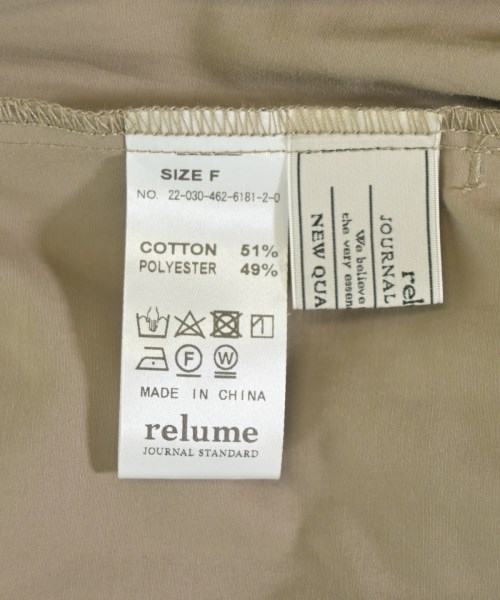 SIZE F
NO. 22-030-462-6181-2-0
COTTON 51%
POLYESTER 49%
F
W
MADE IN CHINA
relume
JOURNAL STANDARD
relu
JOURNAL
We believe
the very essen
NEW QUA